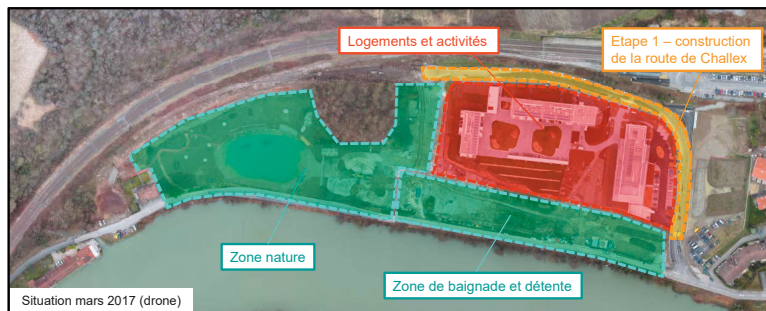 Logements et activités
Etape 1 – construction
de la route de Challex
Zone nature
Zone de baignade et détente
Situation mars 2017 (drone)